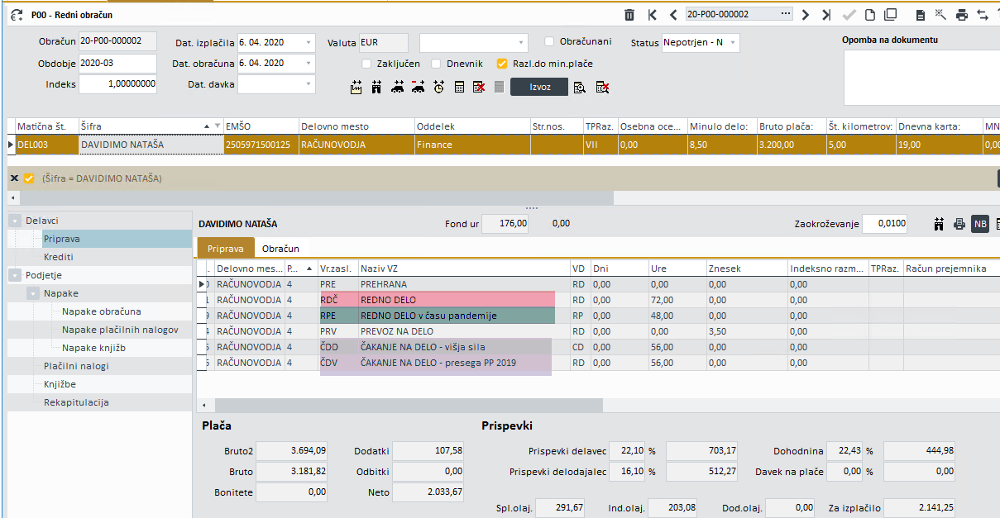 P00 - Redni obračun 20-P00-000002 ...
Obračun 20-P00-000002 Dat. izplačila 6. 04. 2020 Valuta EUR Obračunani Status Nepotrjen - N Opomba na dokumentu
Obdobje 2020-03 Dat. obračuna 6. 04. 2020 Zaključen Dnevnik Razl.do min.plače
Indeks 1,00000000 Dat. davka Izvoz
Matična št. Šifra EMŠO Delovno mesto Oddelek Str.nos. TPRaz. Osebna oce... Minulo delo: Bruto plača: Št. kilometrov: Dnevna karta: MN
DEL003 DAVIDIMO NATAŠA 2505971500125 RAČUNOVODJA Finance VII 0,00 8,50 3.200,00 5,00 19,00 0,00
(Šifra = DAVIDIMO NATAŠA)
Delavci
Priprava
Krediti
Podjetje
Napake
Napake obračuna
Napake plačilnih nalogov
Napake knjižb
Plačilni nalogi
Knjižbe
Rekapitulacija
DAVIDIMO NATAŠA Fond ur 176,00 0,00 Zaokroževanje 0,0100 NB
Priprava Obračun
. Delovno mes... P... Vr.zasl. Naziv VZ VD Dni Ure Znesek Indeksno razm... TPRaz. Račun prejemnika
RAČUNOVODJA 4 PRE PREHRANA RD 0,00 0,00 0,00 0,00
RAČUNOVODJA 4 RDČ REDNO DELO RD 0,00 72,00 0,00 0,00
RAČUNOVODJA 4 RPE REDNO DELO v času pandemije RP 0,00 48,00 0,00 0,00
RAČUNOVODJA 4 PRV PREVOZ NA DELO RD 0,00 0,00 3,50 0,00
RAČUNOVODJA 4 ČDD ČAKANJE NA DELO - višja sila CD 0,00 56,00 0,00 0,00
RAČUNOVODJA 4 ČDV ČAKANJE NA DELO - presega PP 2019 RD 0,00 56,00 0,00 0,00
Plača Prispevki
Bruto2 3.694,09 Dodatki 107,58 Prispevki delavec 22,10 % 703,17 Dohodnina 22,43 % 444,98
Bruto 3.181,82 Odbitki 0,00 Prispevki delodajalec 16,10 % 512,27 Davek na plače 0,00 % 0,00
Bonitete 0,00 Neto 2.033,67
Spl.olaj. 291,67 Ind.olaj. 203,08 Dod.olaj. 0,00 Za izplačilo 2.141,25